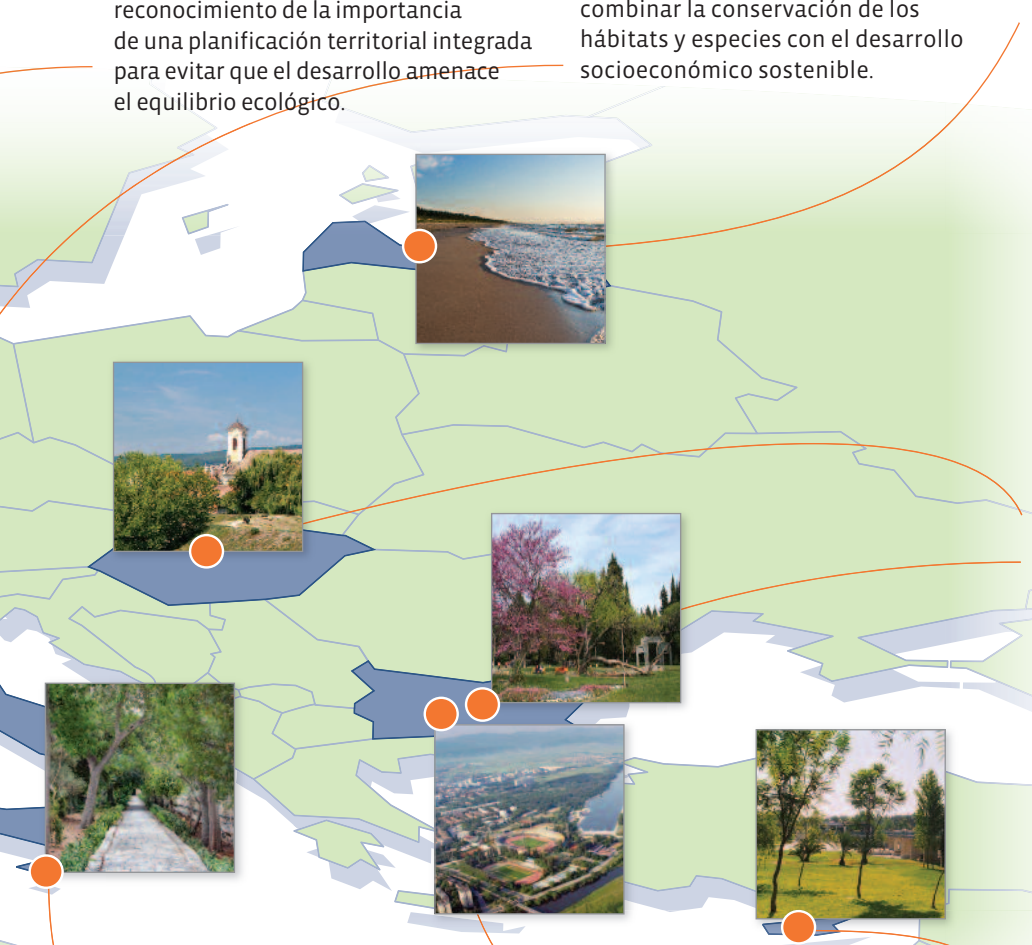 reconocimiento de la importancia
de una planificación territorial integrada
para evitar que el desarrollo amenace
el equilibrio ecológico.
combinar la conservación de los
hábitats y especies con el desarrollo
socioeconómico sostenible.